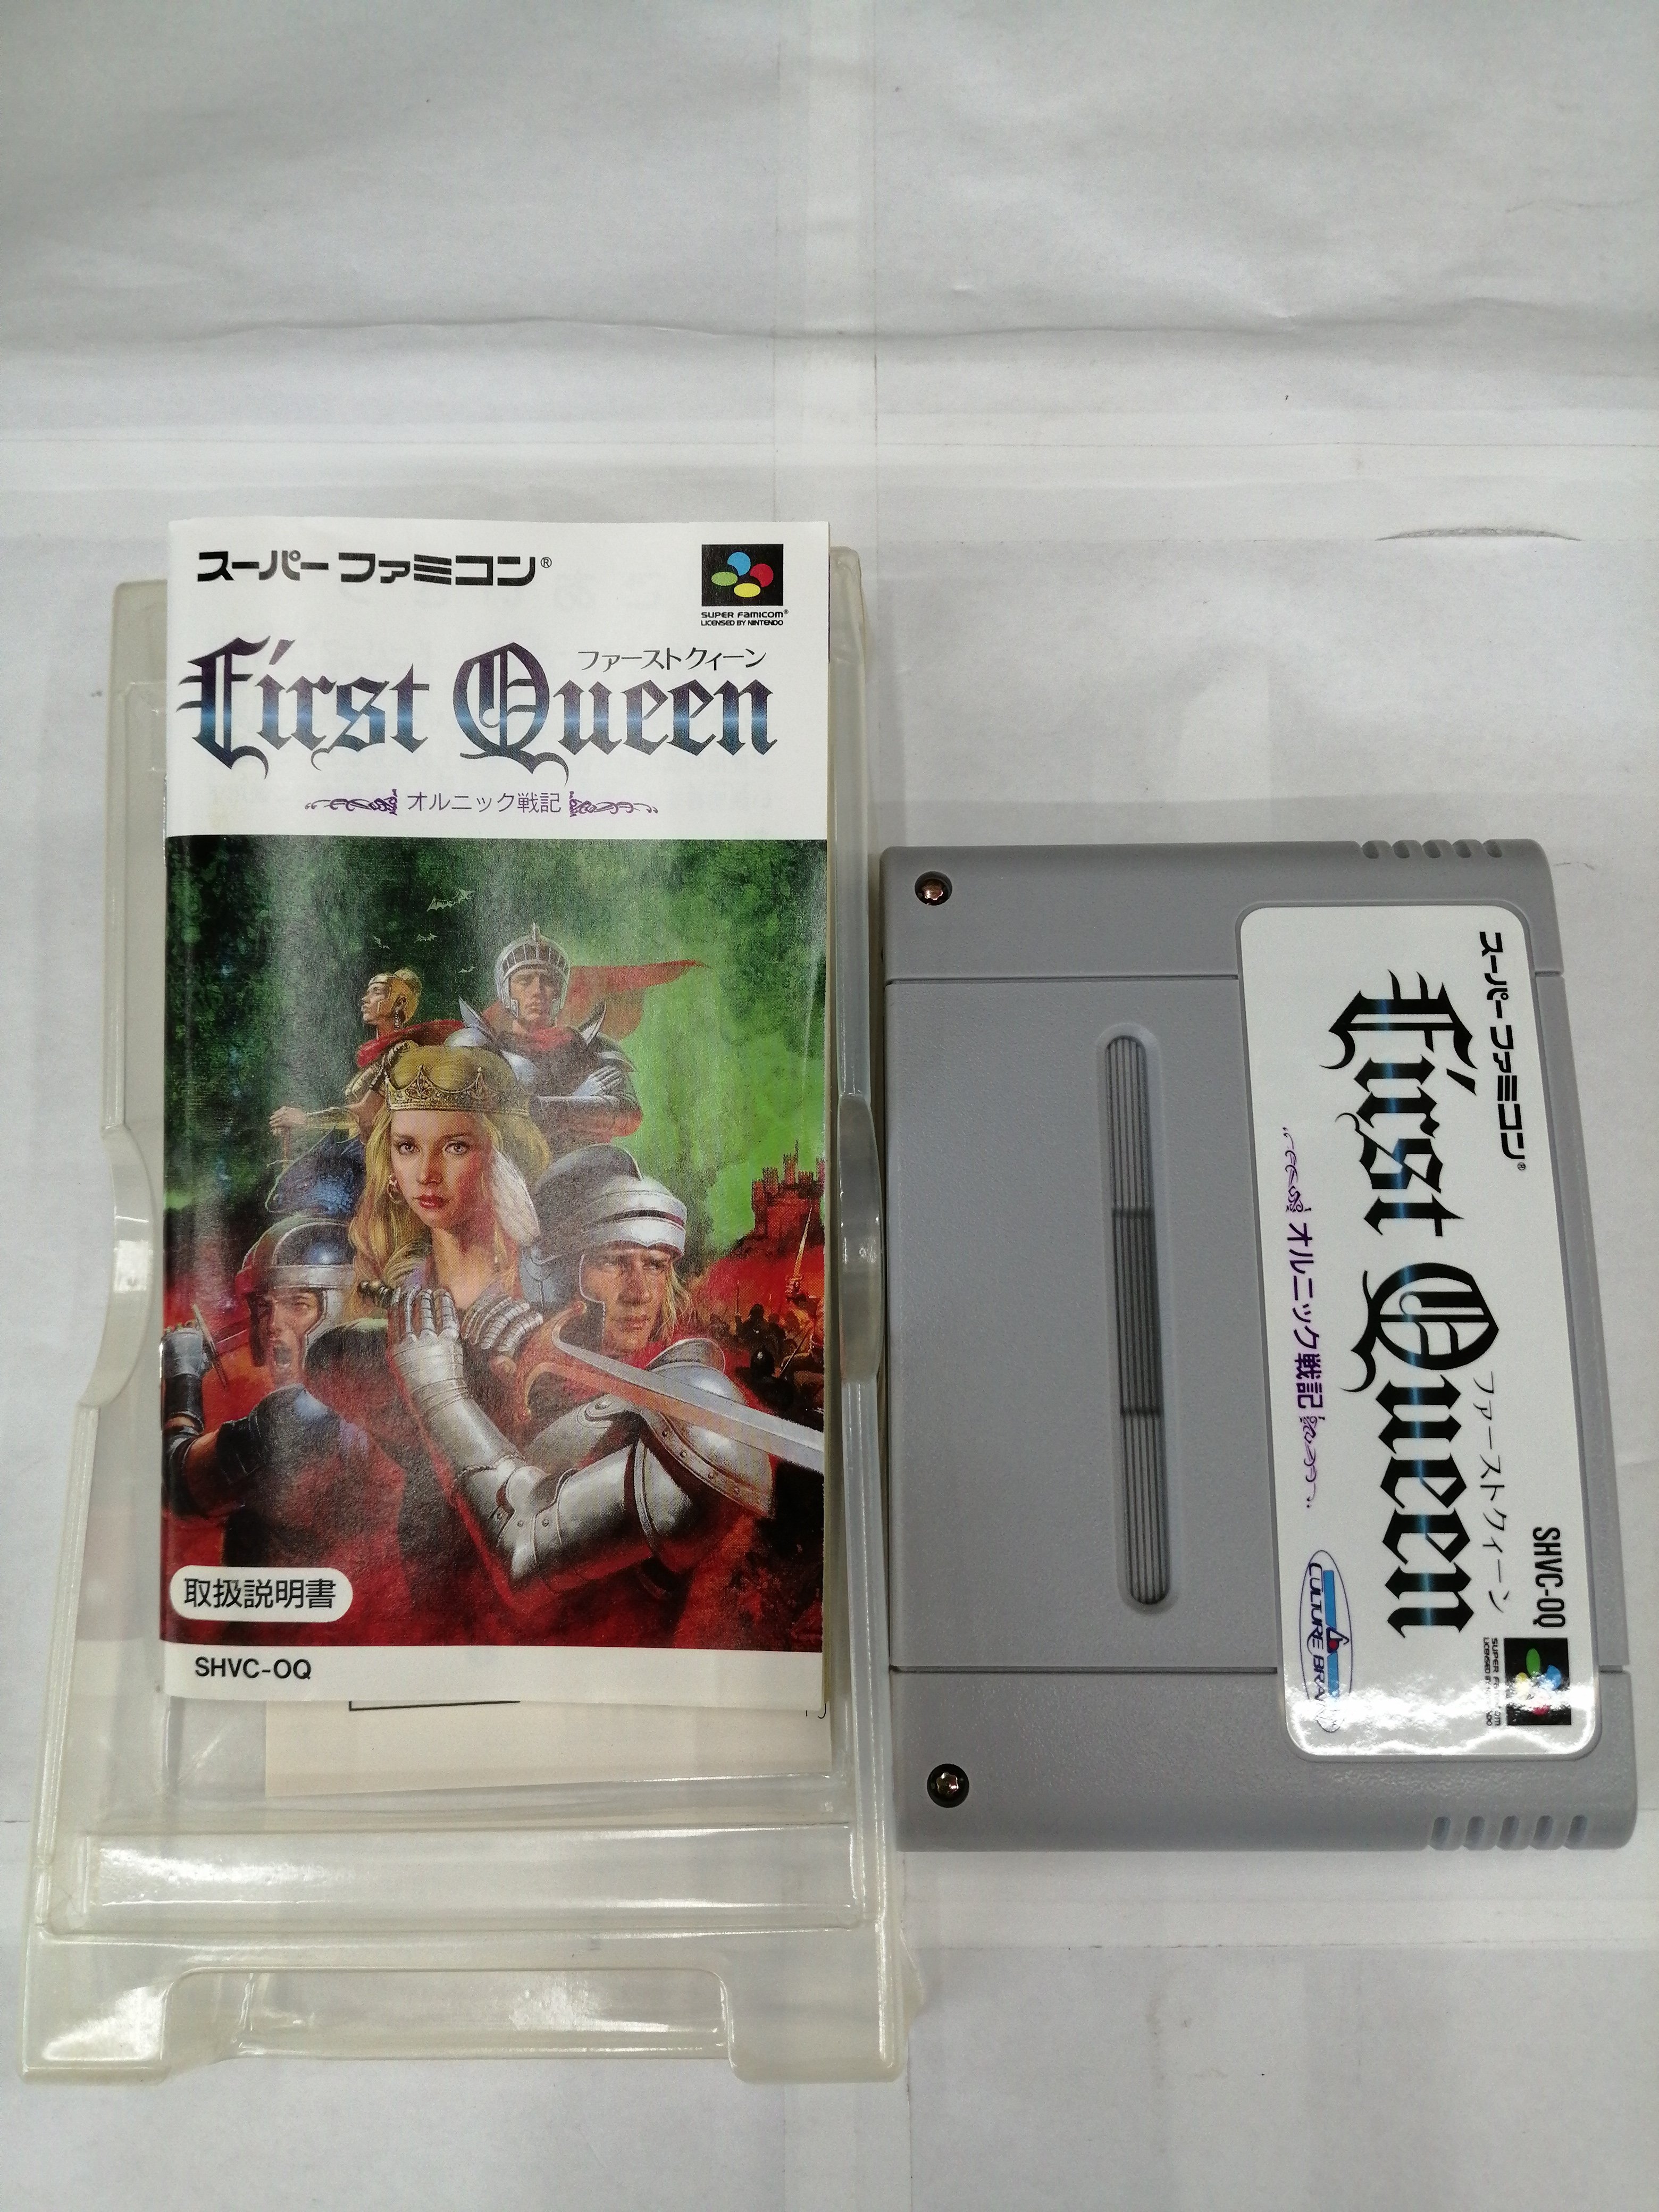 スーパーファミコン®
SUPER FAMICOM®
LICENSED BY NINTENDO
ファーストクィーン
First Queen
オルニック戦記
取扱説明書
SHVC-OQ
スーパーファミコン®
SHVC-OQ
First Queen
ファーストクィーン
オルニック戦記
CULTURE BRAIN